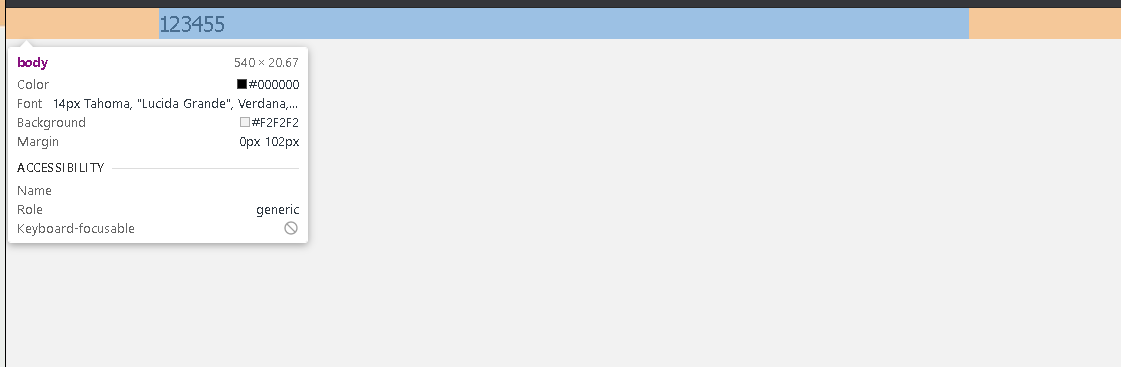 123455
body 540 × 20.67
Color #000000
Font 14px Tahoma, "Lucida Grande", Verdana,...
Background #F2F2F2
Margin 0px 102px
ACCESSIBILITY
Name
Role generic
Keyboard-focusable